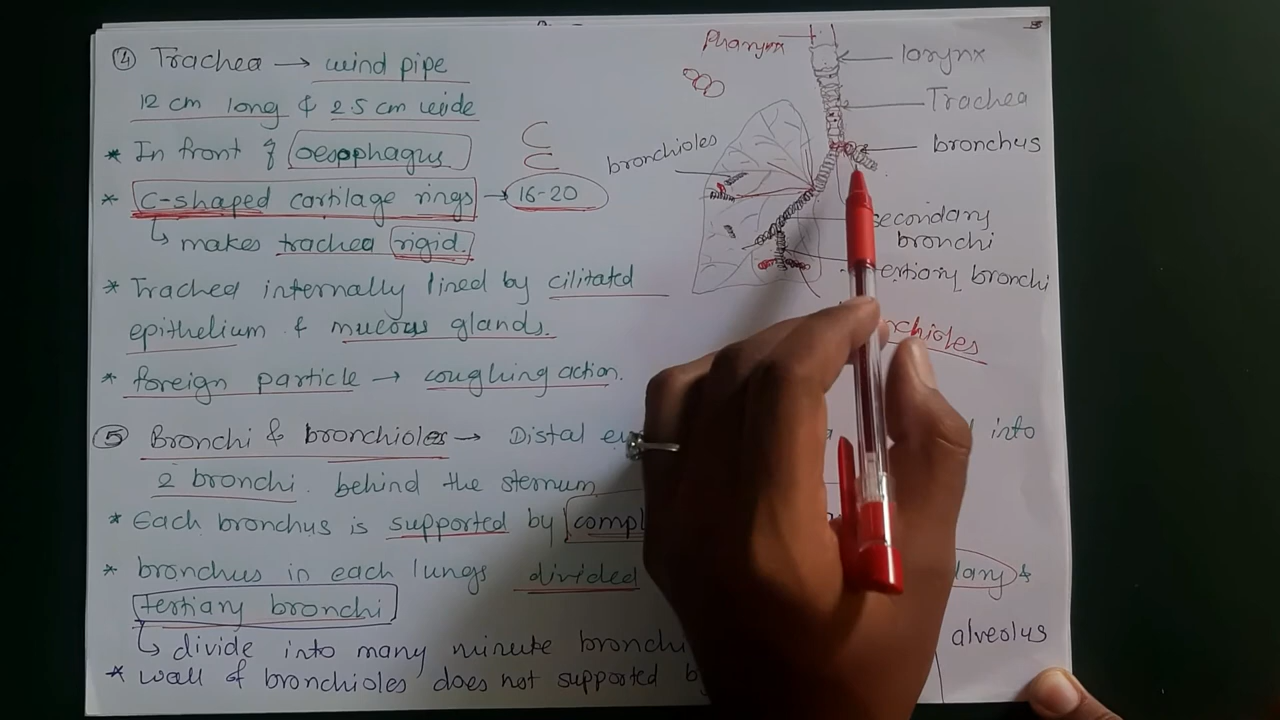 ④ Trachea → wind pipe
12 cm long & 2.5 cm wide
* In front of oesophagus
* C-shaped cartilage rings → 16-20
↳ makes trachea rigid.
* Trachea internally lined by cilitated
epithelium & mucous glands.
* foreign particle → coughing action.
⑤ Bronchi & bronchioles → Distal into
2 bronchi. behind the sternum
* Each bronchus is supported by
* bronchus in each lungs divided &
tertiary bronchi
↳ divide into many minute
* wall of bronchioles does not supported
Pharynx
larynx
Trachea
bronchus
bronchioles
secondary
bronchi
tertiary bronchi
alveolus